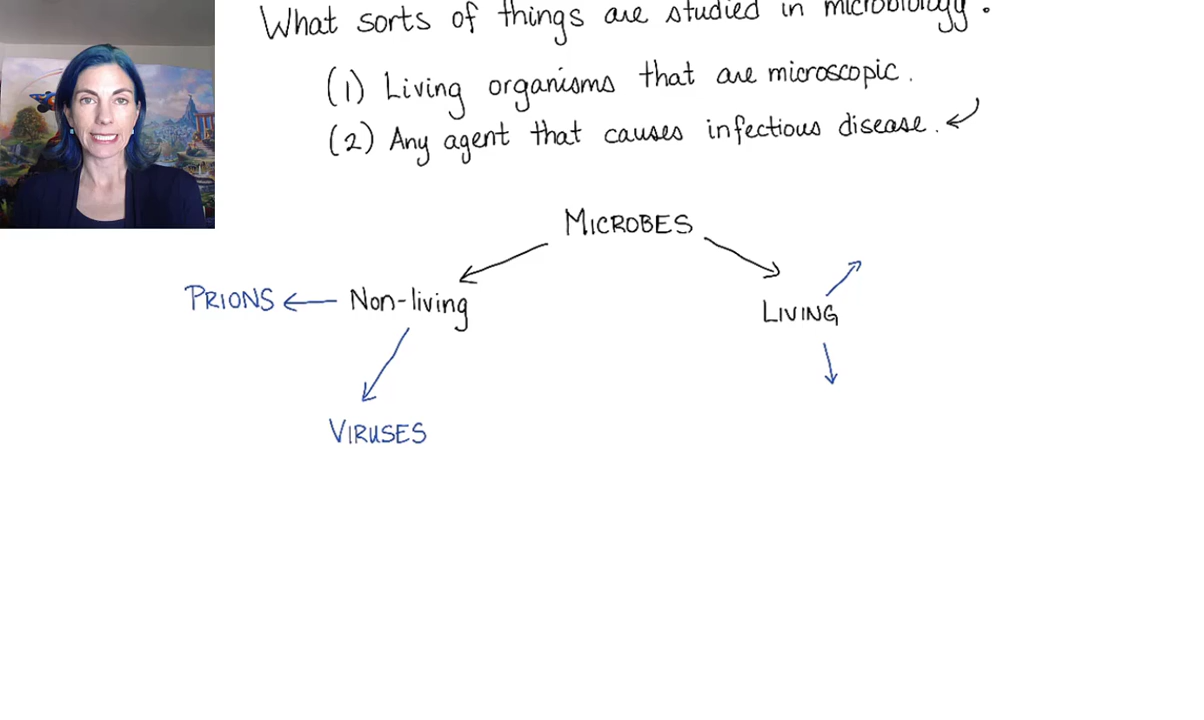 What sorts of things are studied in microbiology.
(1) Living organisms that are microscopic.
(2) Any agent that causes infectious disease.
MICROBES
PRIONS
Non-living
LIVING
VIRUSES